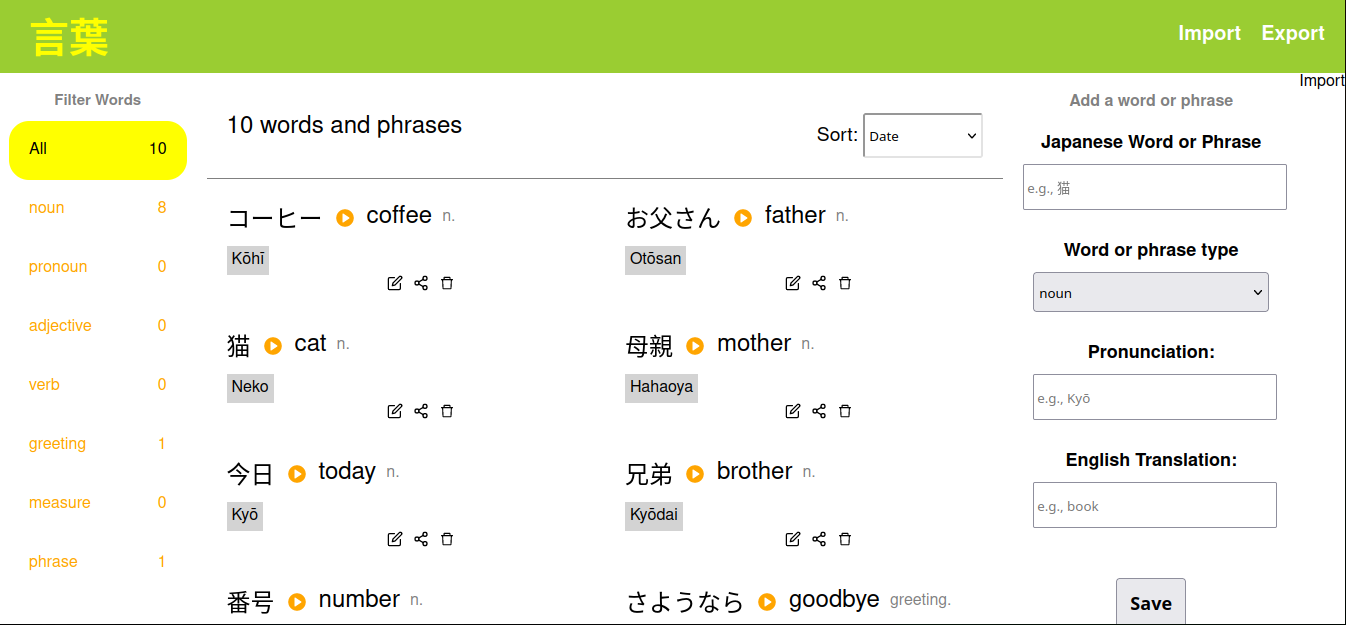 言葉
Import Export
Import
Filter Words
All 10
noun 8
pronoun 0
adjective 0
verb 0
greeting 1
measure 0
phrase 1
10 words and phrases
Sort: Date
コーヒー coffee n.
Kōhī
お父さん father n.
Otōsan
猫 cat n.
Neko
母親 mother n.
Hahaoya
今日 today n.
Kyō
兄弟 brother n.
Kyōdai
番号 number n.
さようなら goodbye greeting.
Add a word or phrase
Japanese Word or Phrase
e.g., 猫
Word or phrase type
noun
Pronunciation:
e.g., Kyō
English Translation:
e.g., book
Save